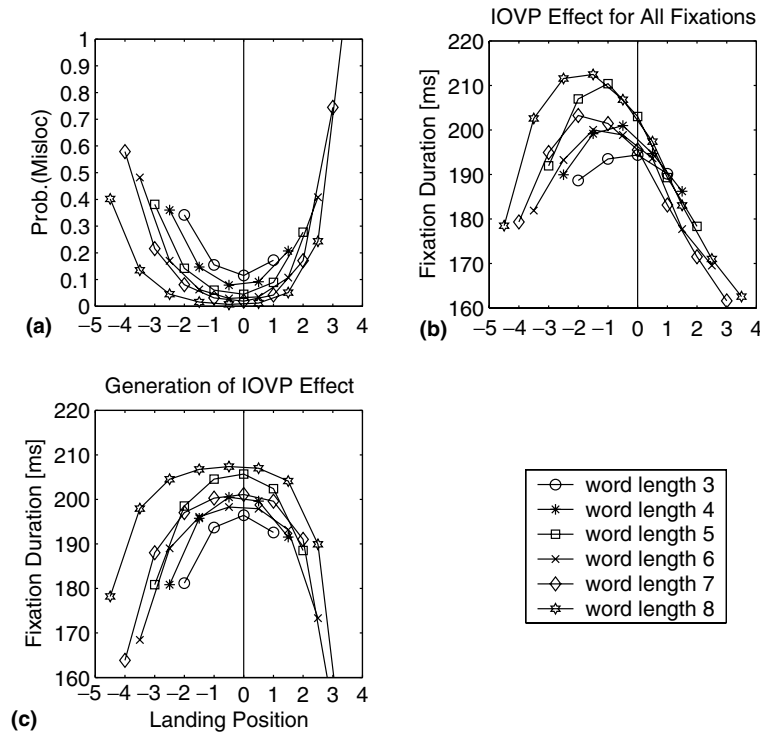 1
0.9
0.8
0.7
0.6
0.5
0.4
0.3
0.2
0.1
0
Prob.(Misloc)
(a)
−5 −4 −3 −2 −1 0 1 2 3 4
IOVP Effect for All Fixations
220
210
200
190
180
170
160
Fixation Duration [ms]
(b)
−5 −4 −3 −2 −1 0 1 2 3 4
Generation of IOVP Effect
220
210
200
190
180
170
160
Fixation Duration [ms]
(c)
−5 −4 −3 −2 −1 0 1 2 3 4
Landing Position
word length 3
word length 4
word length 5
word length 6
word length 7
word length 8